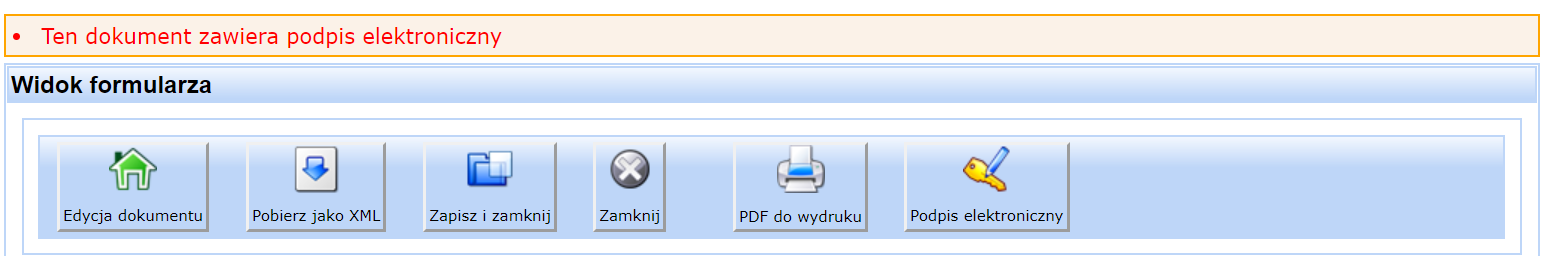 Ten dokument zawiera podpis elektroniczny
Widok formularza
Edycja dokumentu
Pobierz jako XML
Zapisz i zamknij
Zamknij
PDF do wydruku
Podpis elektroniczny